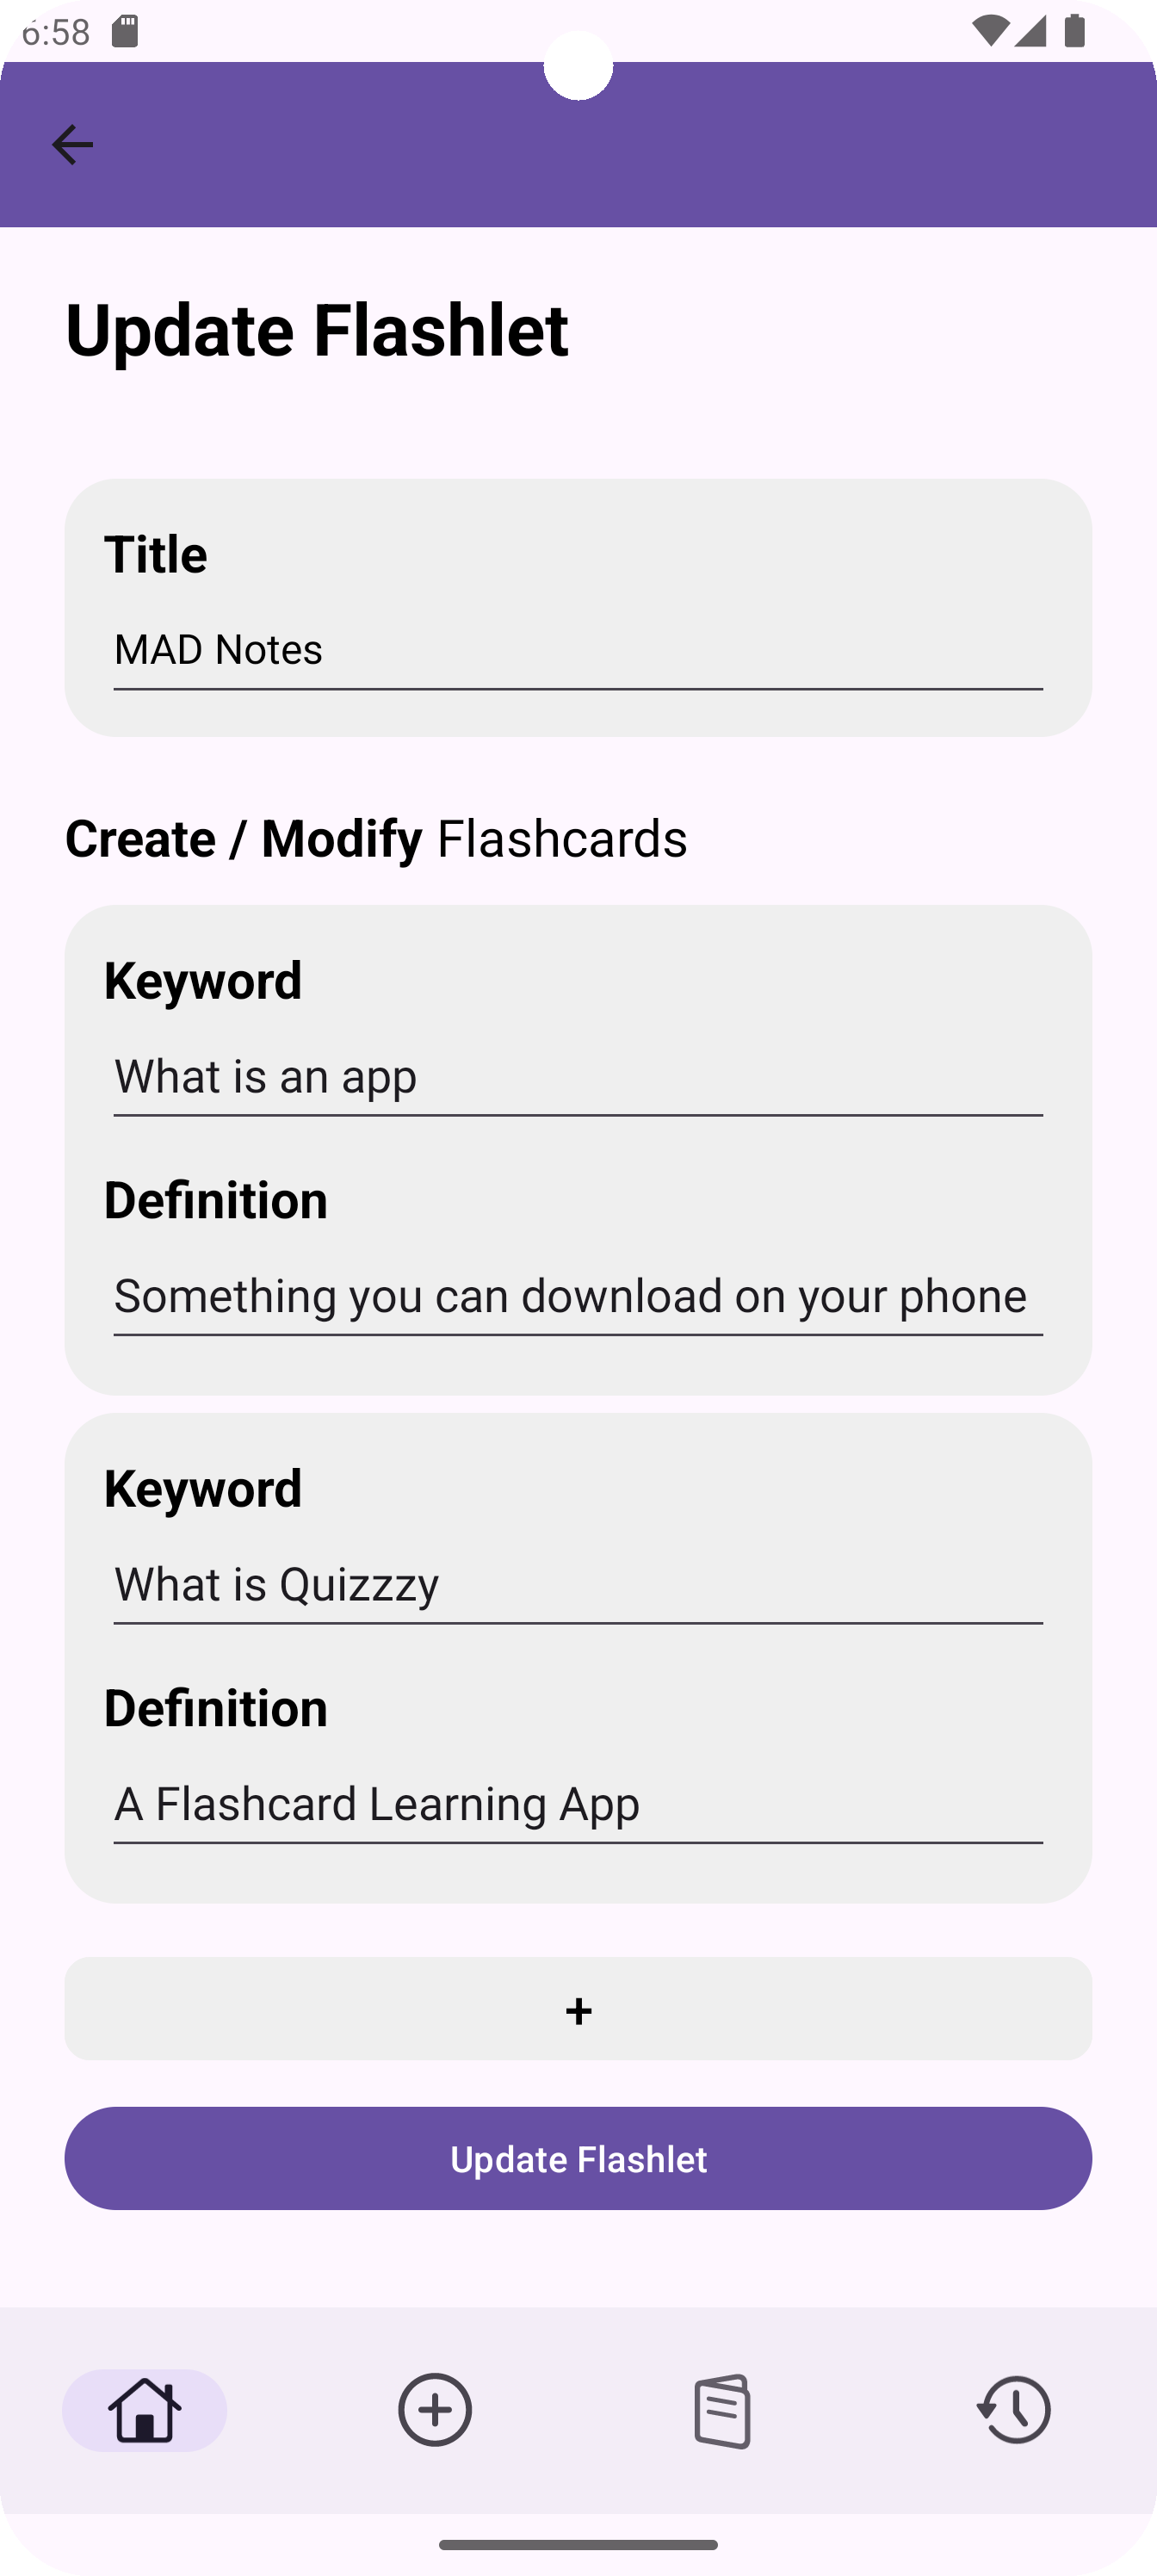 6:58
Update Flashlet
Title
MAD Notes
Create / Modify Flashcards
Keyword
What is an app
Definition
Something you can download on your phone
Keyword
What is Quizzzy
Definition
A Flashcard Learning App
+
Update Flashlet